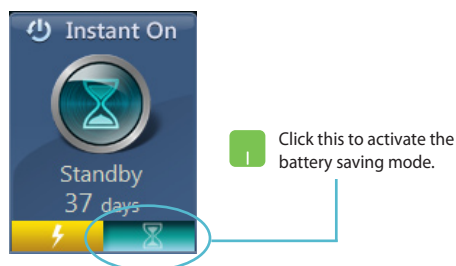 Instant On
Standby
37 days
Click this to activate the
battery saving mode.